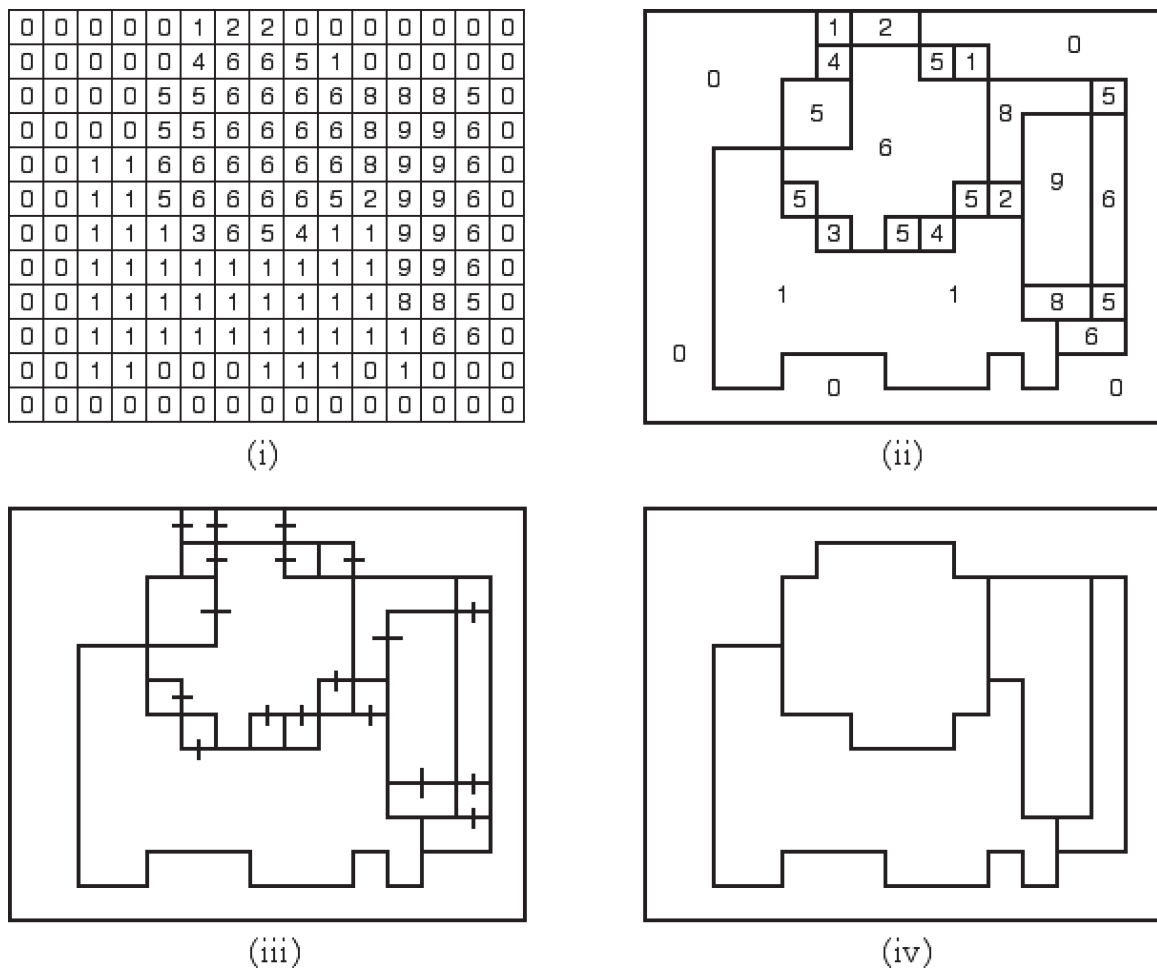 0 0 0 0 0 1 2 2 0 0 0 0 0 0 0
0 0 0 0 0 4 6 6 5 1 0 0 0 0 0
0 0 0 0 5 5 6 6 6 6 8 8 8 5 0
0 0 0 0 5 5 6 6 6 6 8 9 9 6 0
0 0 1 1 6 6 6 6 6 6 8 9 9 6 0
0 0 1 1 5 6 6 6 6 5 2 9 9 6 0
0 0 1 1 1 3 6 5 4 1 1 9 9 6 0
0 0 1 1 1 1 1 1 1 1 1 9 9 6 0
0 0 1 1 1 1 1 1 1 1 1 8 8 5 0
0 0 1 1 1 1 1 1 1 1 1 1 6 6 0
0 0 1 1 0 0 0 1 1 1 0 1 0 0 0
0 0 0 0 0 0 0 0 0 0 0 0 0 0 0
(i)
1 2
0
4 5 1
0
5
5 8
6
9
5 5 2 6
3 5 4
1 1
8 5
6
0
0 0
(ii)
(iii)
(iv)